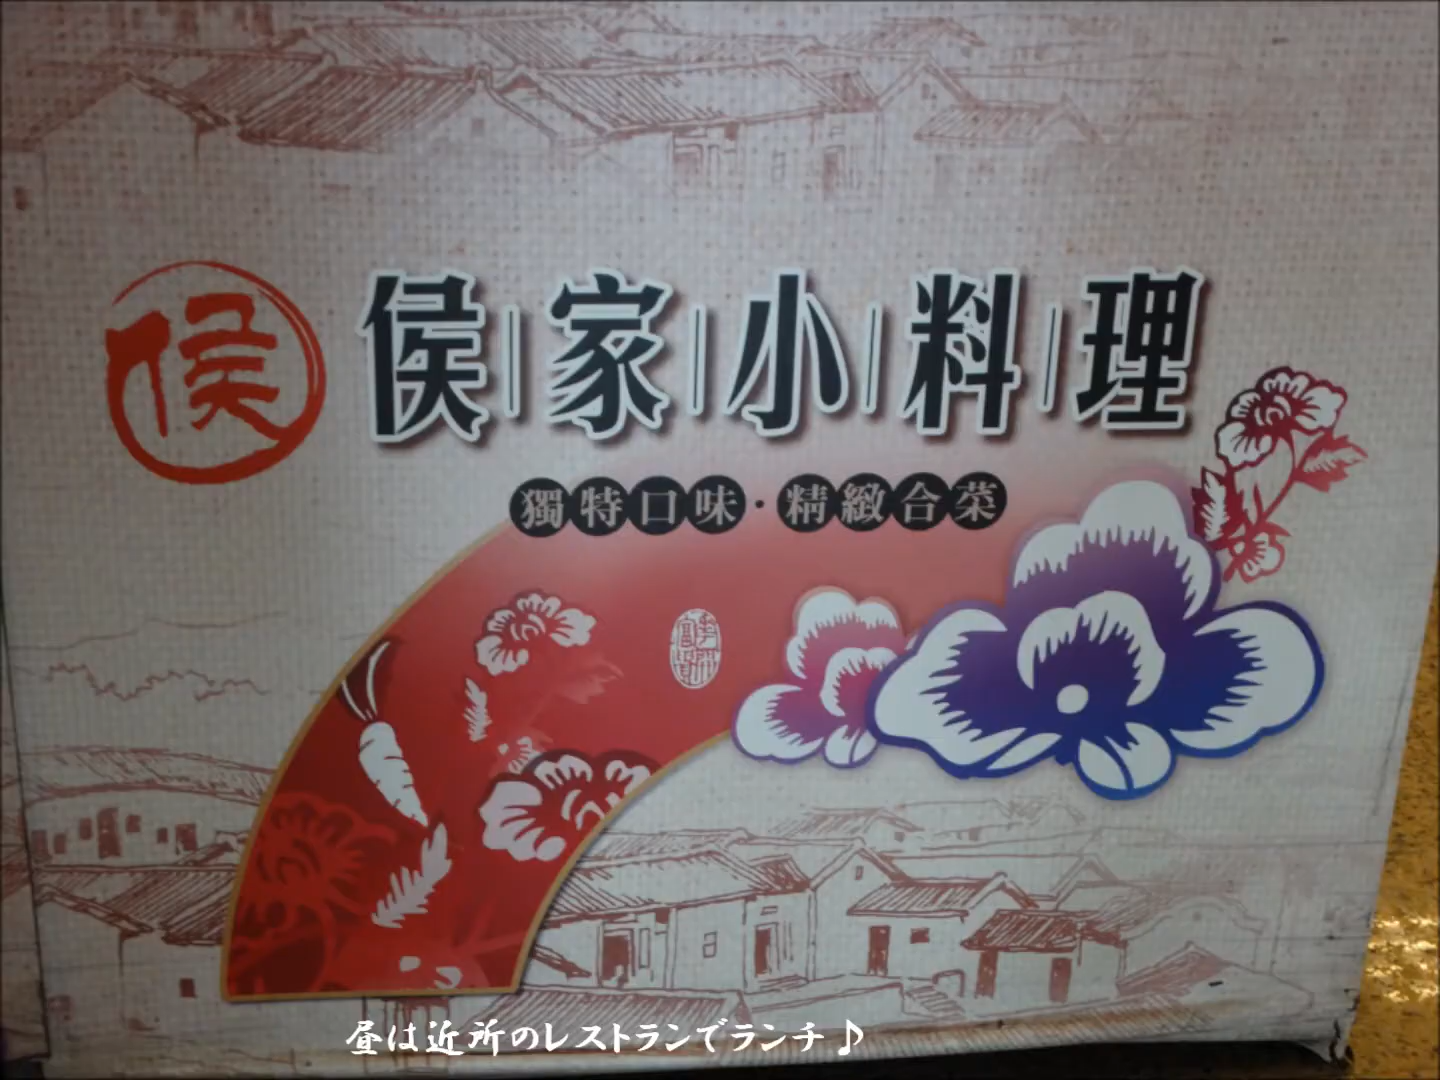 侯
侯家小料理
獨特口味·精緻合菜
昼は近所のレストランでランチ♪